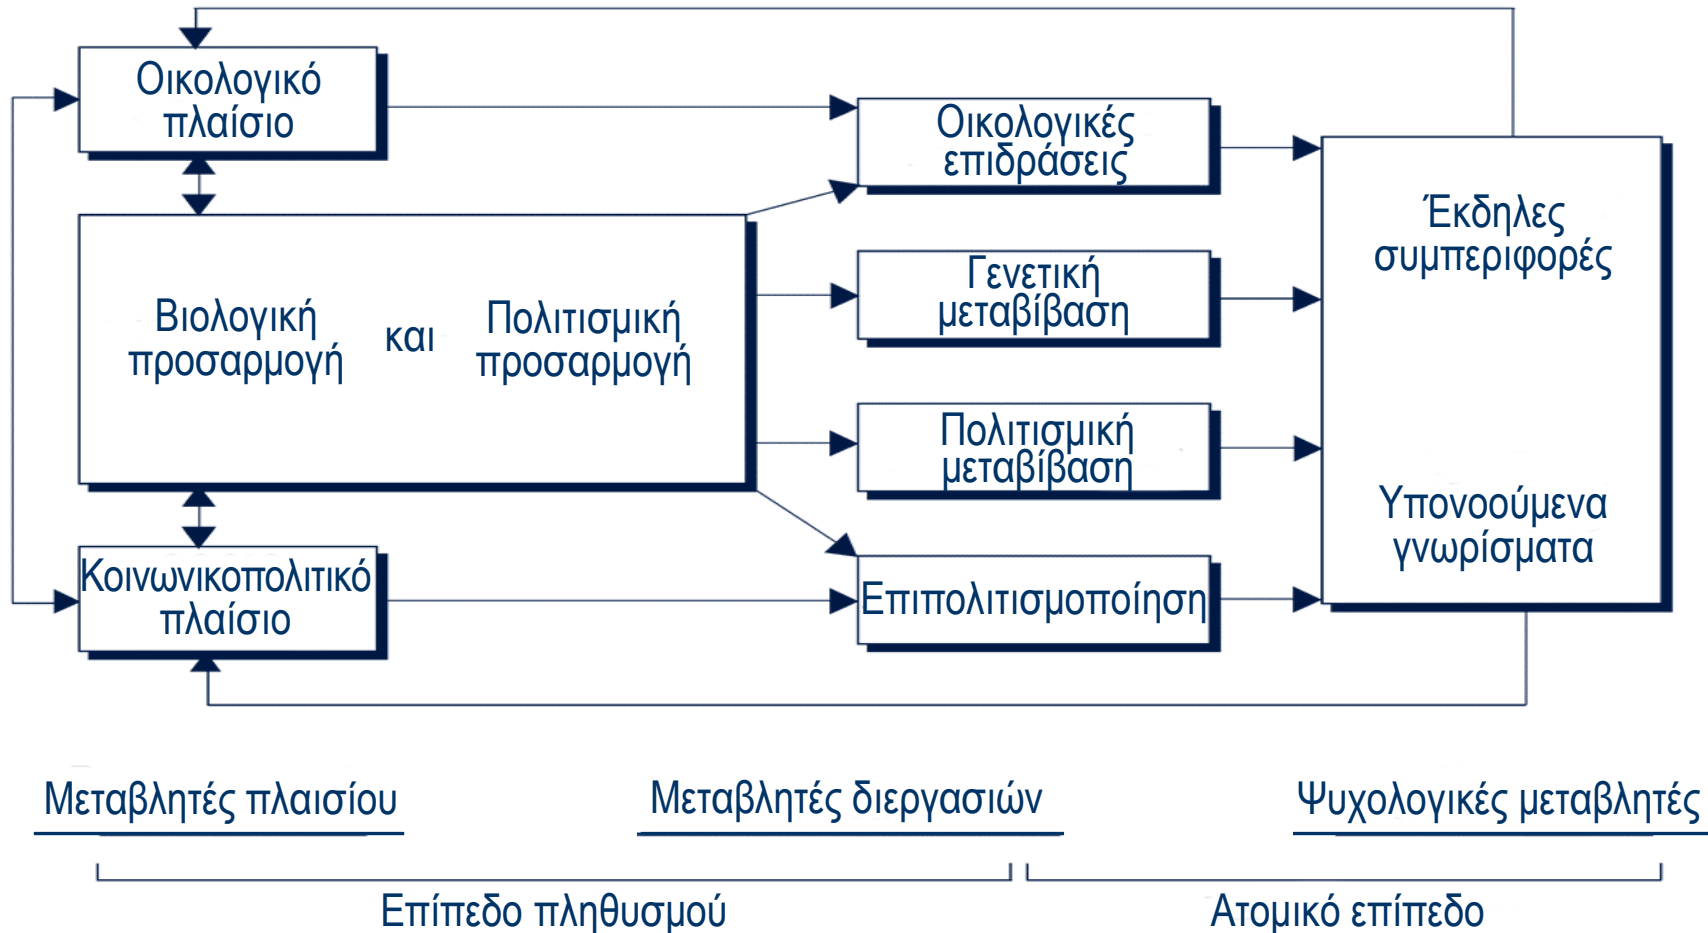 Οικολογικό
πλαίσιο
Οικολογικές
επιδράσεις
Έκδηλες
συμπεριφορές
Γενετική
μεταβίβαση
Βιολογική
προσαρμογή
και
Πολιτισμική
προσαρμογή
Πολιτισμική
μεταβίβαση
Υπονοούμενα
γνωρίσματα
Κοινωνικοπολιτικό
πλαίσιο
Επιπολιτισμοποίηση
Μεταβλητές πλαισίου
Μεταβλητές διεργασιών
Ψυχολογικές μεταβλητές
Επίπεδο πληθυσμού
Ατομικό επίπεδο